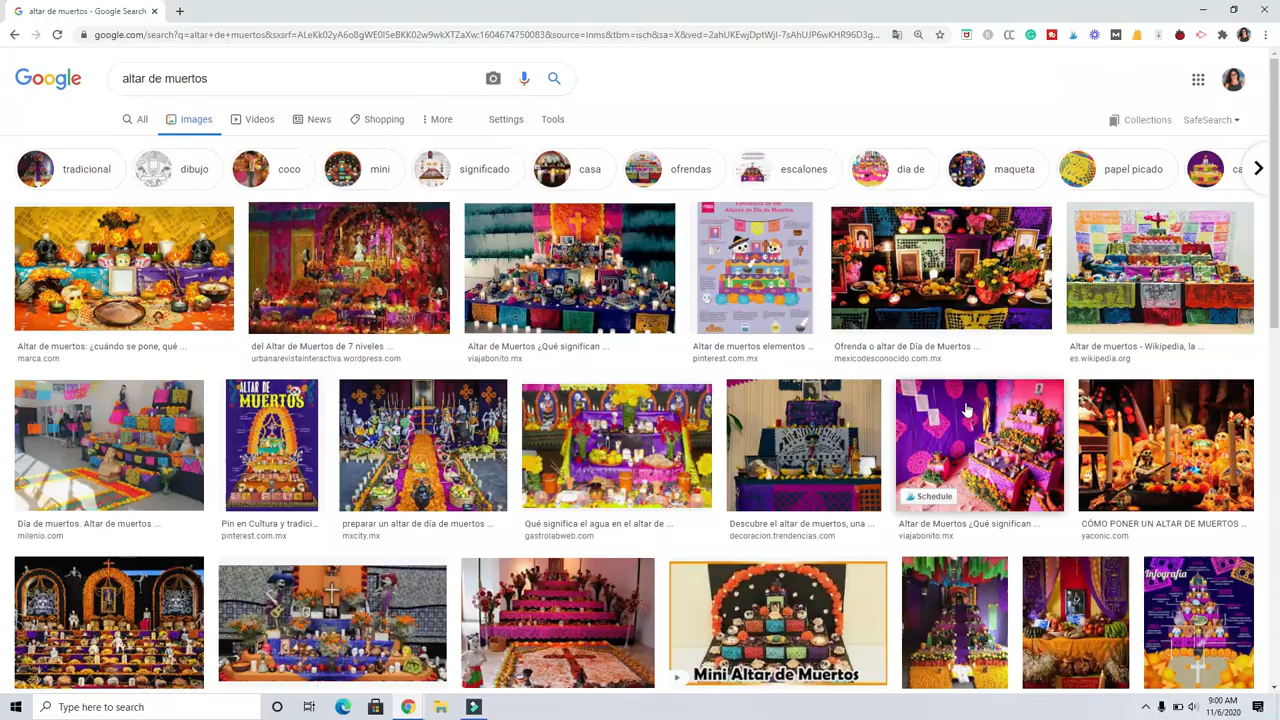 altar de muertos - Google Search
google.com/search?q=altar+de+muertos&sxsrf=ALeKk02yA6o8gWE0I5eBKK02w9wkXTZaXw:1604674750083&source=lnms&tbm=isch&sa=X&ved=2ahUKEwjDptWjI-7sAhUJP6wKHR96D3g...
Google
altar de muertos
All
Images
Videos
News
Shopping
More
Settings
Tools
Collections
SafeSearch
tradicional
dibujo
coco
mini
significado
casa
ofrendas
escalones
dia de
maqueta
papel picado
ca
Altares de Día de Muertos
Altar de muertos: ¿cuándo se pone, qué ...
marca.com
del Altar de Muertos de 7 niveles ...
urbanarevistainteractiva.wordpress.com
Altar de Muertos ¿Qué significan ...
viajabonito.mx
Altar de muertos elementos ...
pinterest.com.mx
Ofrenda o altar de Día de Muertos ...
mexicodesconocido.com.mx
Altar de muertos - Wikipedia, la ...
es.wikipedia.org
ALTAR DE
MUERTOS
Schedule
Día de muertos. Altar de muertos ...
milenio.com
Pin en Cultura y tradici...
pinterest.com.mx
preparar un altar de día de muertos ...
mxcity.mx
Qué significa el agua en el altar de ...
gastrolabweb.com
Descubre el altar de muertos, una ...
decoracion.trendencias.com
Altar de Muertos ¿Qué significan ...
viajabonito.mx
CÓMO PONER UN ALTAR DE MUERTOS ...
yaconic.com
Mini Altar de Muertos
Infografía
Type here to search
9:00 AM
11/6/2020